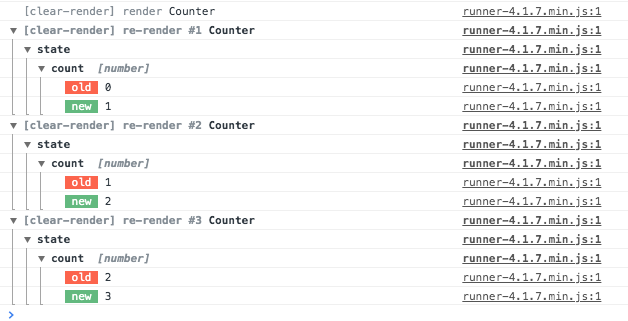 [clear-render] render Counter runner-4.1.7.min.js:1
[clear-render] re-render #1 Counter runner-4.1.7.min.js:1
state runner-4.1.7.min.js:1
count [number] runner-4.1.7.min.js:1
old 0 runner-4.1.7.min.js:1
new 1 runner-4.1.7.min.js:1
[clear-render] re-render #2 Counter runner-4.1.7.min.js:1
state runner-4.1.7.min.js:1
count [number] runner-4.1.7.min.js:1
old 1 runner-4.1.7.min.js:1
new 2 runner-4.1.7.min.js:1
[clear-render] re-render #3 Counter runner-4.1.7.min.js:1
state runner-4.1.7.min.js:1
count [number] runner-4.1.7.min.js:1
old 2 runner-4.1.7.min.js:1
new 3 runner-4.1.7.min.js:1